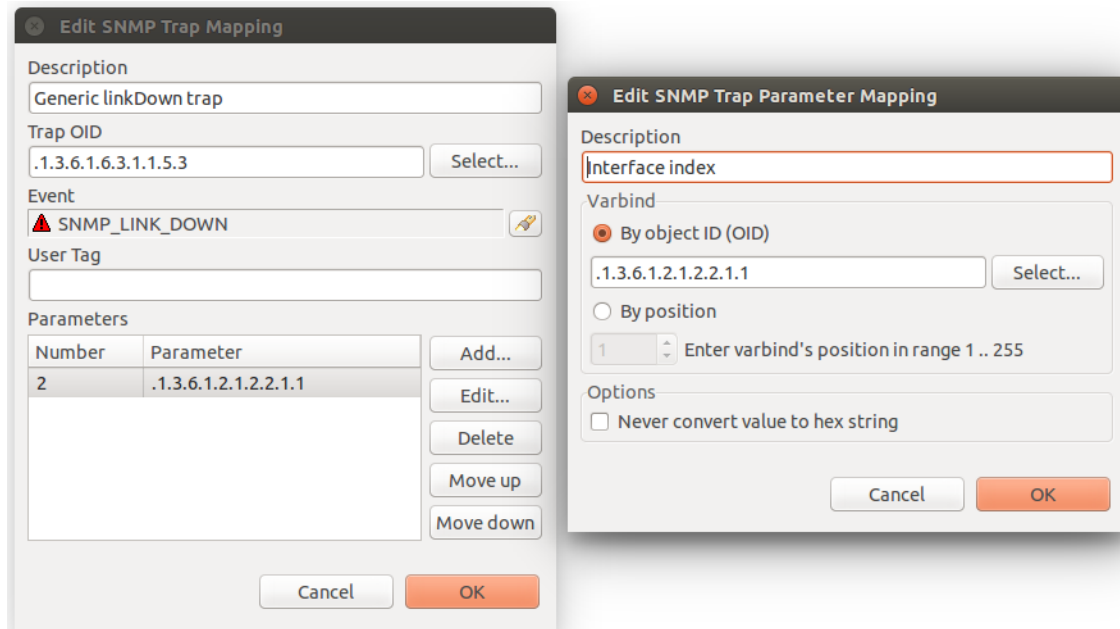 Edit SNMP Trap Mapping
Description
Generic linkDown trap
Trap OID
.1.3.6.1.6.3.1.1.5.3
Select...
Event
SNMP_LINK_DOWN
User Tag
Parameters
Number Parameter
2 .1.3.6.1.2.1.2.2.1.1
Add...
Edit...
Delete
Move up
Move down
Cancel OK
Edit SNMP Trap Parameter Mapping
Description
Interface index
Varbind
By object ID (OID)
.1.3.6.1.2.1.2.2.1.1
Select...
By position
1 Enter varbind's position in range 1 .. 255
Options
Never convert value to hex string
Cancel OK